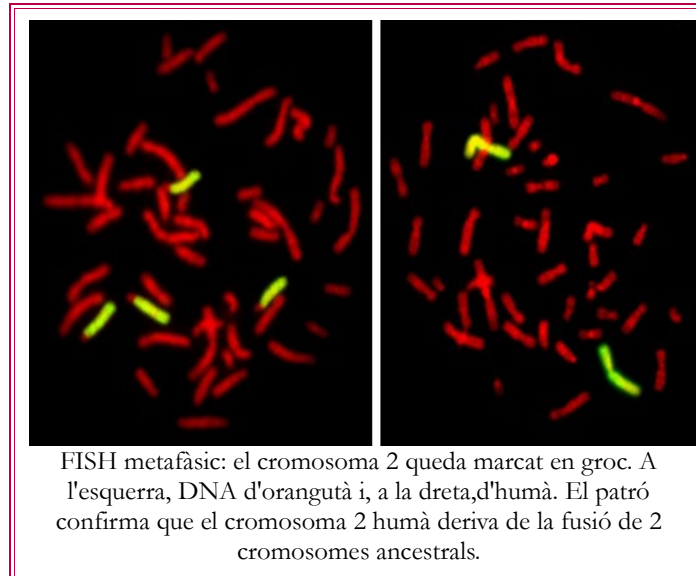 FISH metafàsic: el cromosoma 2 queda marcat en groc. A
l'esquerra, DNA d'orangutà i, a la dreta,d'humà. El patró
confirma que el cromosoma 2 humà deriva de la fusió de 2
cromosomes ancestrals.